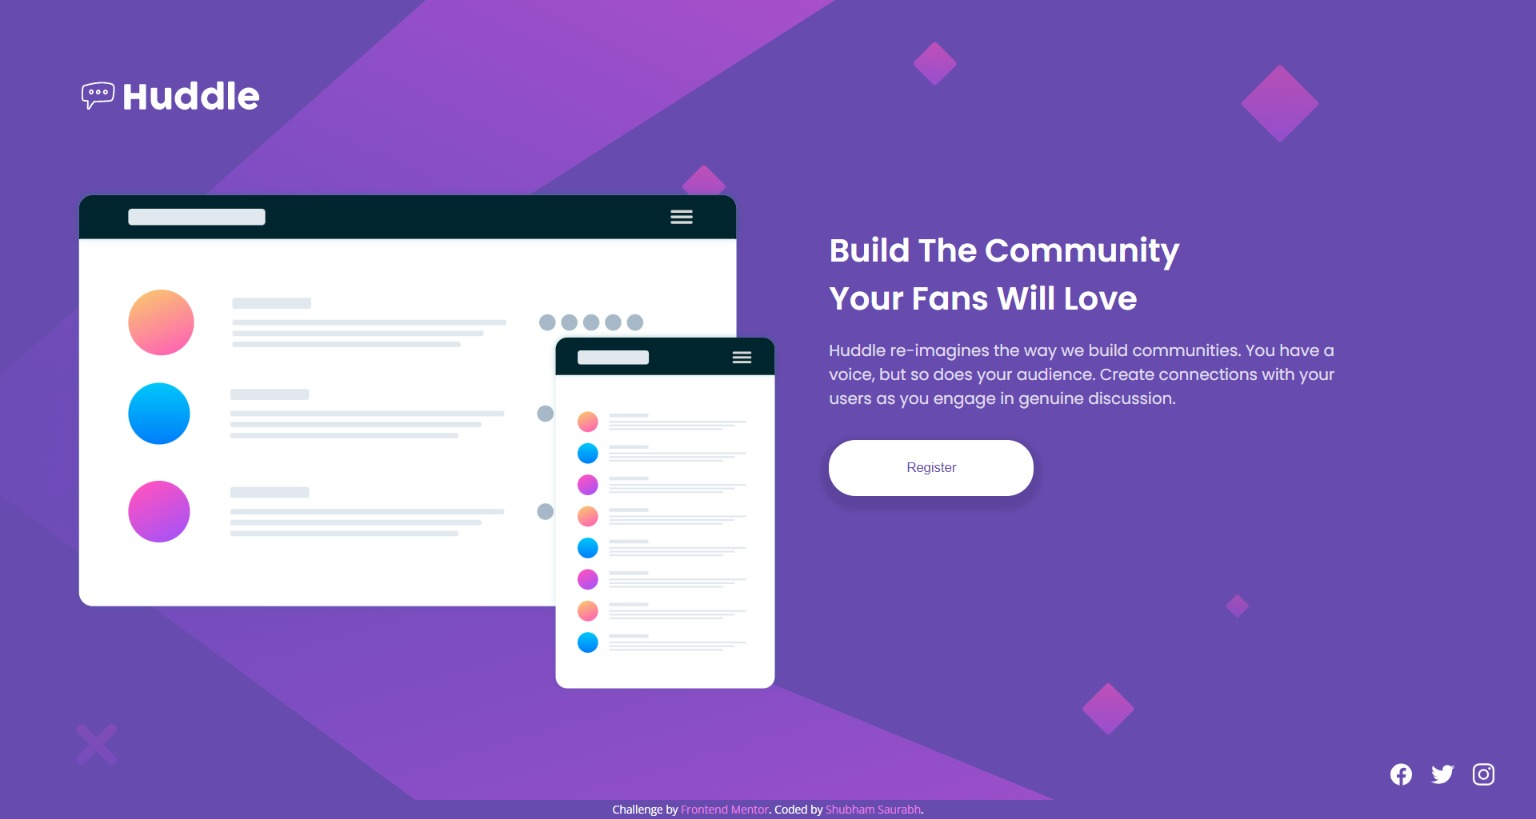 Huddle
Build The Community
Your Fans Will Love
Huddle re-imagines the way we build communities. You have a
voice, but so does your audience. Create connections with your
users as you engage in genuine discussion.
Register
Challenge by Frontend Mentor. Coded by Shubham Saurabh.